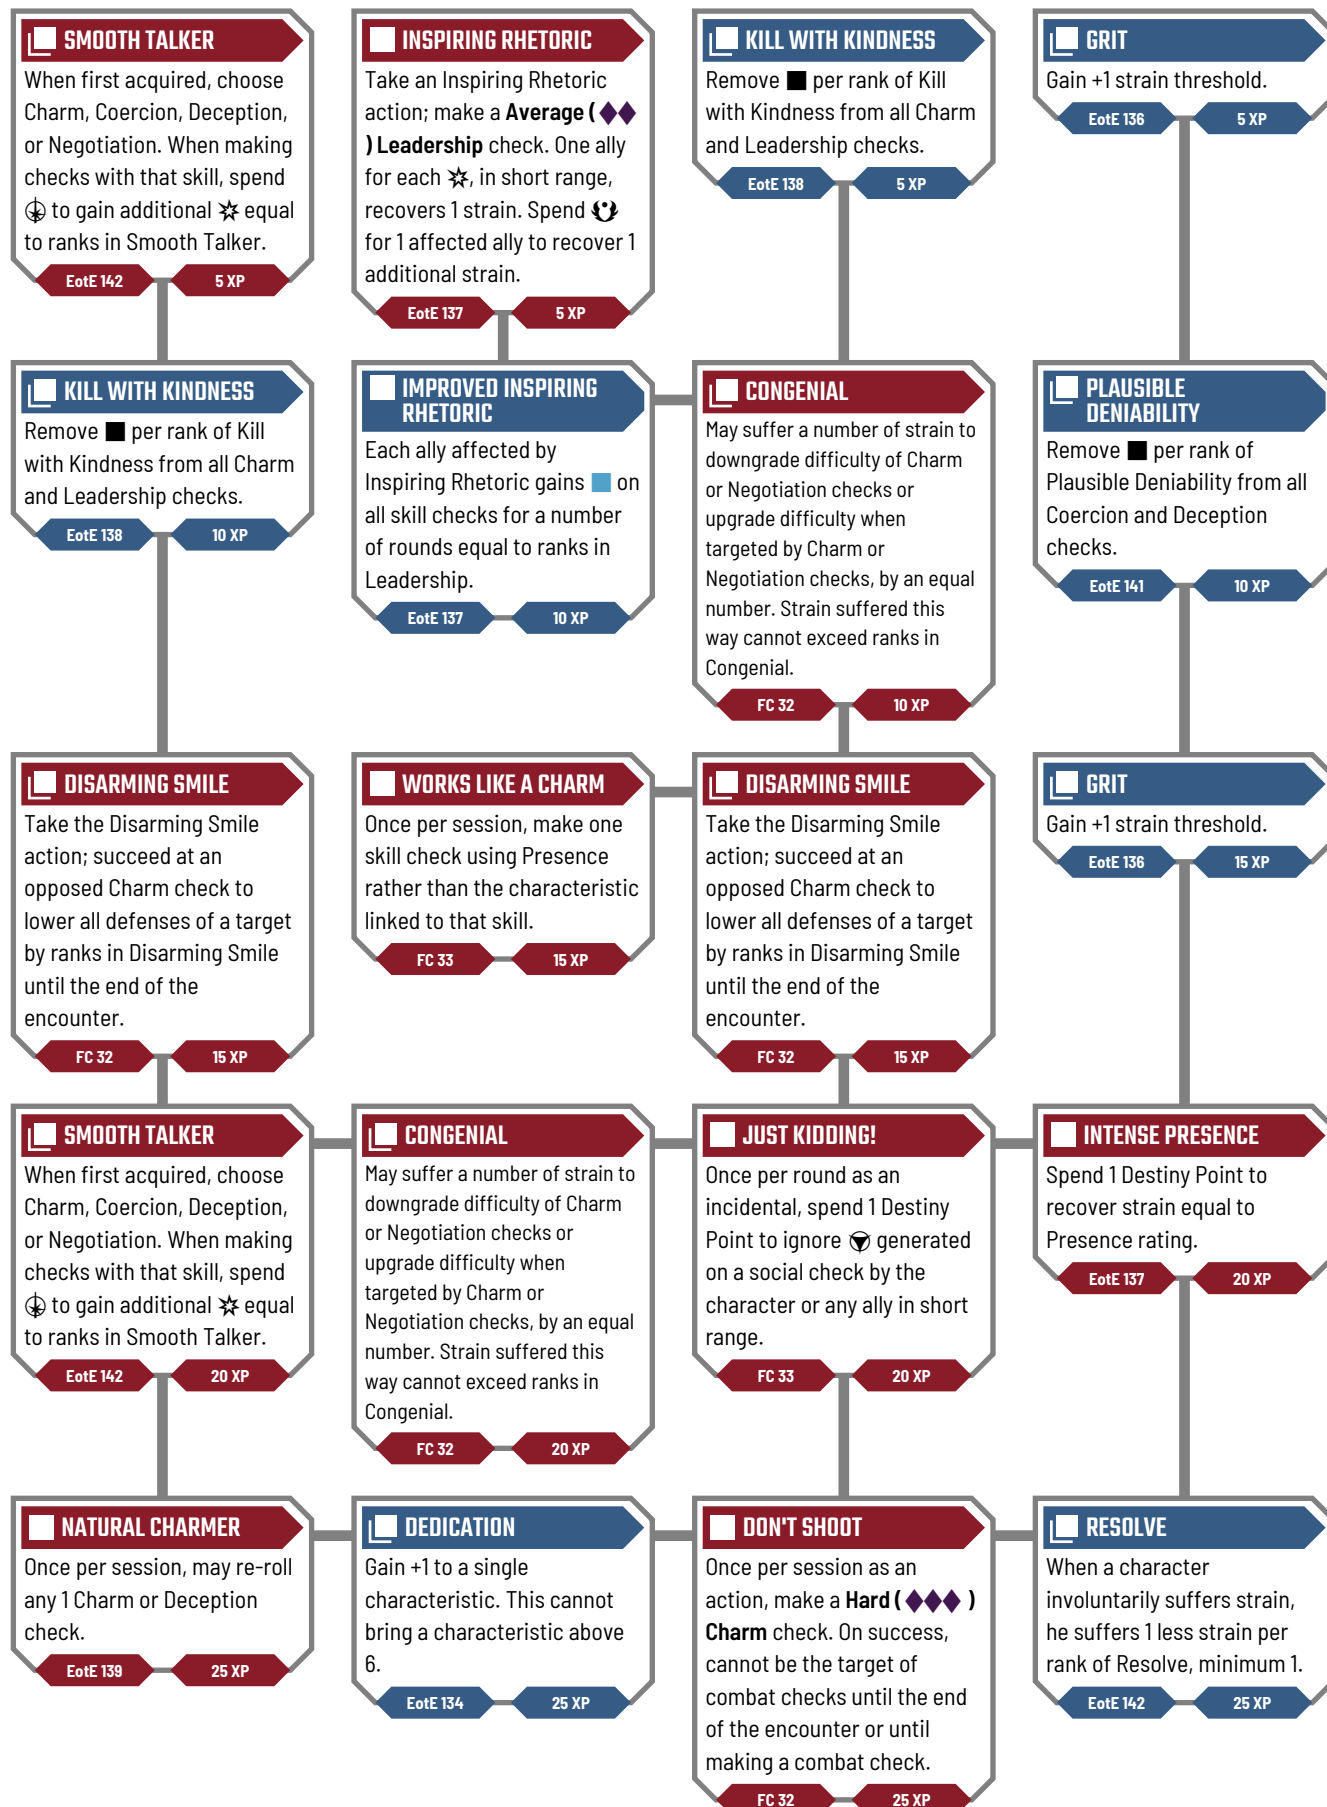 SMOOTH TALKER
When first acquired, choose
Charm, Coercion, Deception,
or Negotiation. When making
checks with that skill, spend
to gain additional equal
to ranks in Smooth Talker.
EotE 142 5 XP
INSPIRING RHETORIC
Take an Inspiring Rhetoric
action; make a Average (
) Leadership check. One ally
for each , in short range,
recovers 1 strain. Spend
for 1 affected ally to recover 1
additional strain.
EotE 137 5 XP
KILL WITH KINDNESS
Remove per rank of Kill
with Kindness from all Charm
and Leadership checks.
EotE 138 5 XP
GRIT
Gain +1 strain threshold.
EotE 136 5 XP
KILL WITH KINDNESS
Remove per rank of Kill
with Kindness from all Charm
and Leadership checks.
EotE 138 10 XP
IMPROVED INSPIRING
RHETORIC
Each ally affected by
Inspiring Rhetoric gains on
all skill checks for a number
of rounds equal to ranks in
Leadership.
EotE 137 10 XP
CONGENIAL
May suffer a number of strain to
downgrade difficulty of Charm
or Negotiation checks or
upgrade difficulty when
targeted by Charm or
Negotiation checks, by an equal
number. Strain suffered this
way cannot exceed ranks in
Congenial.
FC 32 10 XP
PLAUSIBLE
DENIABILITY
Remove per rank of
Plausible Deniability from all
Coercion and Deception
checks.
EotE 141 10 XP
DISARMING SMILE
Take the Disarming Smile
action; succeed at an
opposed Charm check to
lower all defenses of a target
by ranks in Disarming Smile
until the end of the
encounter.
FC 32 15 XP
WORKS LIKE A CHARM
Once per session, make one
skill check using Presence
rather than the characteristic
linked to that skill.
FC 33 15 XP
DISARMING SMILE
Take the Disarming Smile
action; succeed at an
opposed Charm check to
lower all defenses of a target
by ranks in Disarming Smile
until the end of the
encounter.
FC 32 15 XP
GRIT
Gain +1 strain threshold.
EotE 136 15 XP
SMOOTH TALKER
When first acquired, choose
Charm, Coercion, Deception,
or Negotiation. When making
checks with that skill, spend
to gain additional equal
to ranks in Smooth Talker.
EotE 142 20 XP
CONGENIAL
May suffer a number of strain to
downgrade difficulty of Charm
or Negotiation checks or
upgrade difficulty when
targeted by Charm or
Negotiation checks, by an equal
number. Strain suffered this
way cannot exceed ranks in
Congenial.
FC 32 20 XP
JUST KIDDING!
Once per round as an
incidental, spend 1 Destiny
Point to ignore generated
on a social check by the
character or any ally in short
range.
FC 33 20 XP
INTENSE PRESENCE
Spend 1 Destiny Point to
recover strain equal to
Presence rating.
EotE 137 20 XP
NATURAL CHARMER
Once per session, may re-roll
any 1 Charm or Deception
check.
EotE 139 25 XP
DEDICATION
Gain +1 to a single
characteristic. This cannot
bring a characteristic above
6.
EotE 134 25 XP
DON'T SHOOT
Once per session as an
action, make a Hard ( )
Charm check. On success,
cannot be the target of
combat checks until the end
of the encounter or until
making a combat check.
FC 32 25 XP
RESOLVE
When a character
involuntarily suffers strain,
he suffers 1 less strain per
rank of Resolve, minimum 1.
EotE 142 25 XP